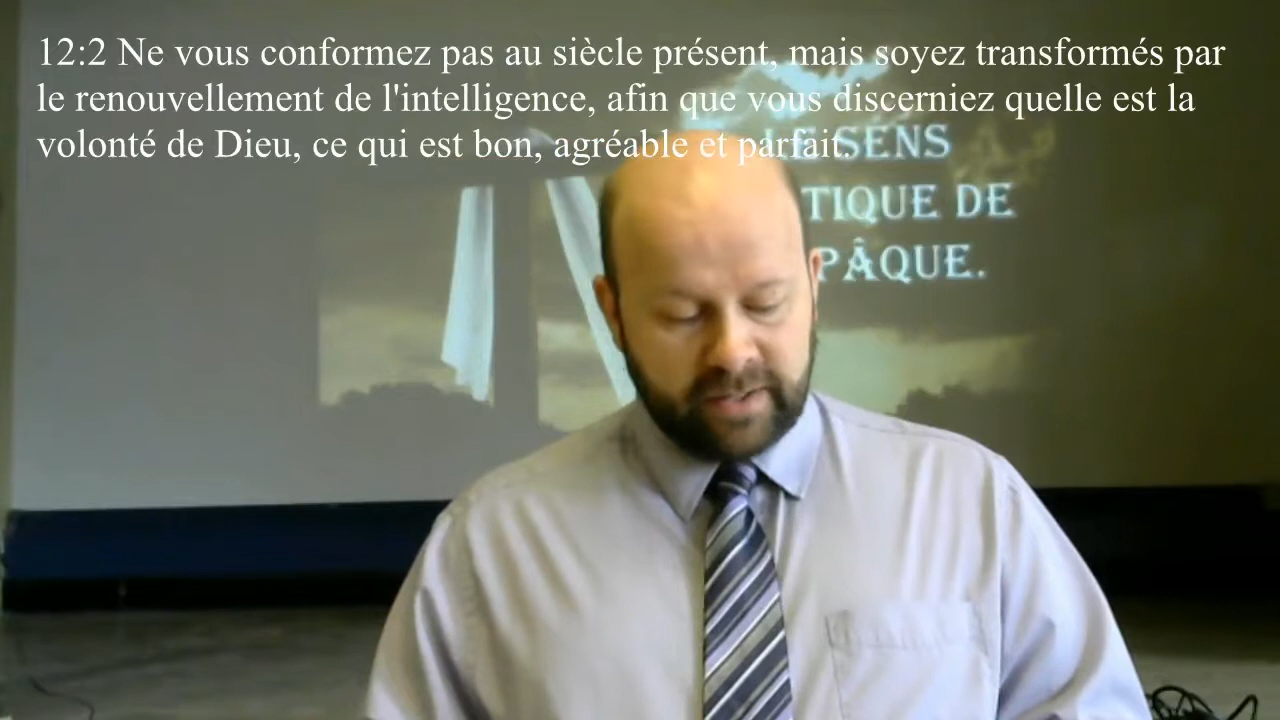 12:2 Ne vous conformez pas au siècle présent, mais soyez transformés par
le renouvellement de l'intelligence, afin que vous discerniez quelle est la
volonté de Dieu, ce qui est bon, agréable et parfait.
SENS
TIQUE DE
PÂQUE.